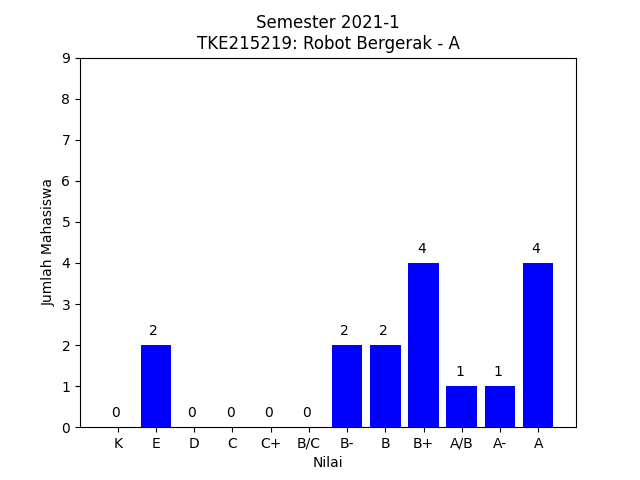 Semester 2021-1
TKE215219: Robot Bergerak - A
9
8
7
6
5
4
3
2
1
0
Jumlah Mahasiswa
0 2 0 0 0 0 2 2 4 1 1 4
K E D C C+ B/C B- B B+ A/B A- A
Nilai